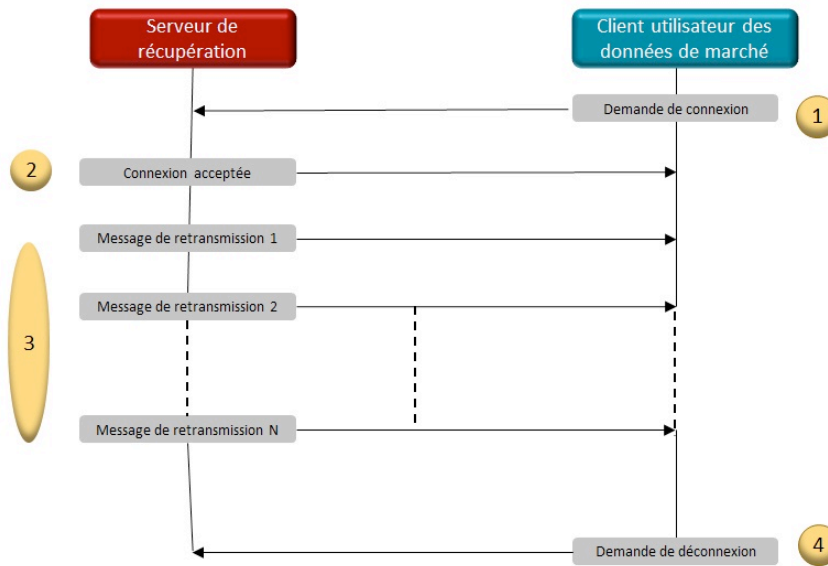 Serveur de
récupération
Client utilisateur des
données de marché
Demande de connexion
1
2
Connexion acceptée
Message de retransmission 1
Message de retransmission 2
3
Message de retransmission N
Demande de déconnexion
4